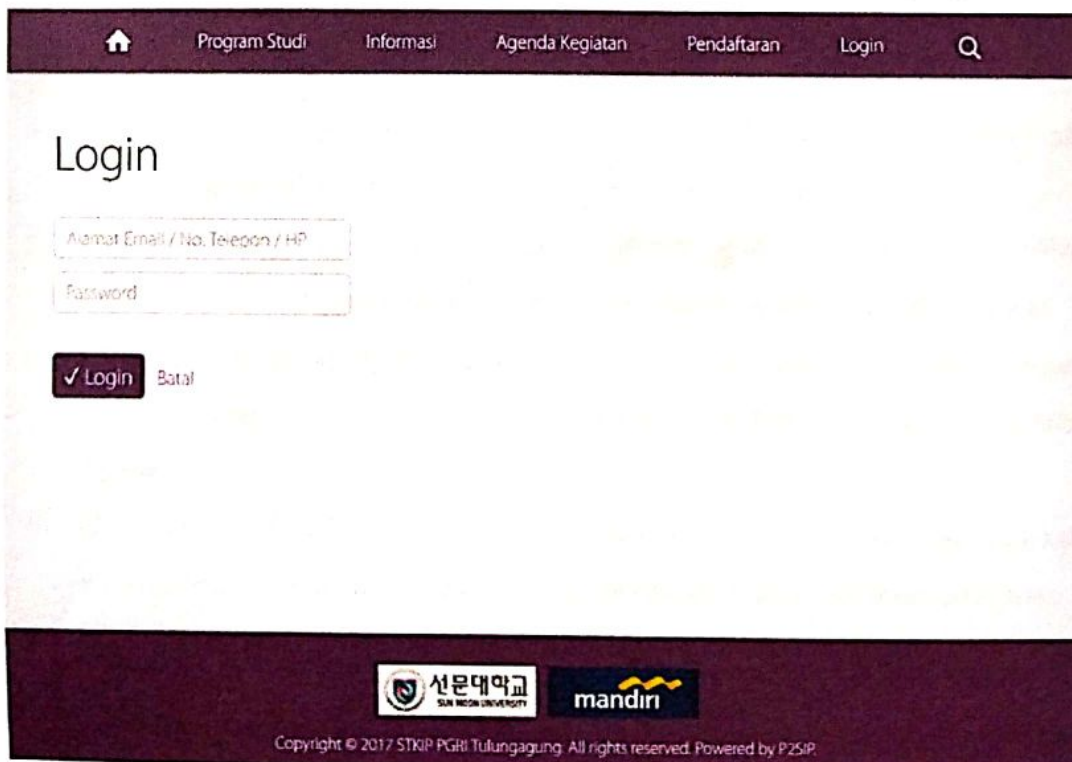 Program Studi Informasi Agenda Kegiatan Pendaftaran Login
Login
Alamat Email / No. Telepon / HP
Password
✓ Login Batal
선문대학교
SUN MOON UNIVERSITY
mandiri
Copyright © 2017 STKIP PGRI Tulungagung. All rights reserved. Powered by P2SIP.